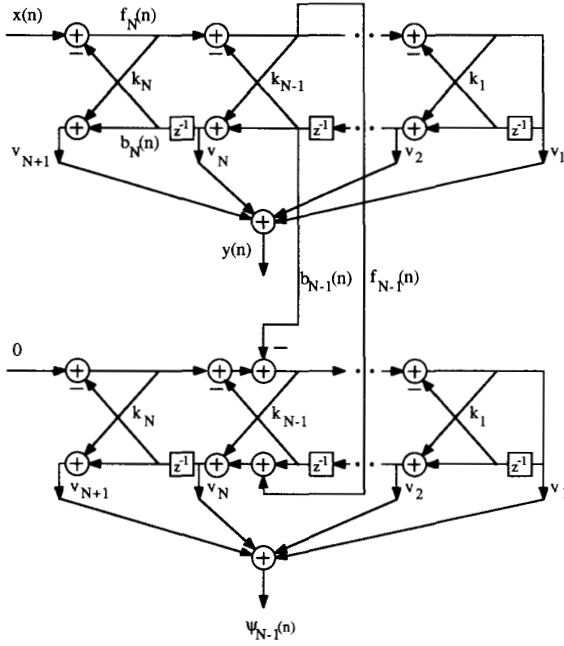 x(n) f_N(n)
− − −
k_N k_{N-1} k_1
b_N(n) z^{-1} z^{-1} z^{-1}
v_{N+1} v_N v_2 v_1
y(n)
b_{N-1}(n) f_{N-1}(n)
−
0
− − −
k_N k_{N-1} k_1
z^{-1} z^{-1} z^{-1}
v_{N+1} v_N v_2 v
ψ_{N-1}(n)